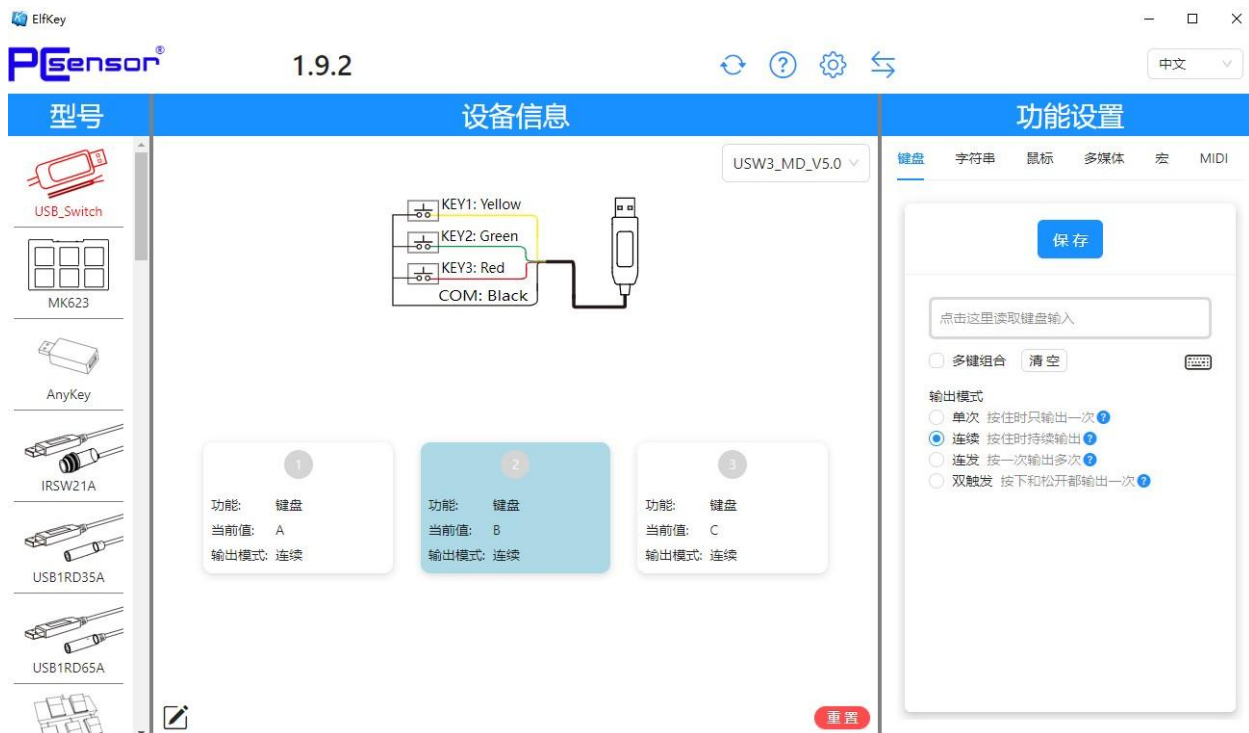 ElfKey
PCsensor®
1.9.2
中文
型号
设备信息
功能设置
USB_Switch
MK623
AnyKey
IRSW21A
USB1RD35A
USB1RD65A
USW3_MD_V5.0
KEY1: Yellow
KEY2: Green
KEY3: Red
COM: Black
1
功能: 键盘
当前值: A
输出模式: 连续
2
功能: 键盘
当前值: B
输出模式: 连续
3
功能: 键盘
当前值: C
输出模式: 连续
重置
键盘 字符串 鼠标 多媒体 宏 MIDI
保存
点击这里读取键盘输入
多键组合 清空
输出模式
单次 按住时只输出一次
连续 按住时持续输出
连发 按一次输出多次
双触发 按下和松开都输出一次